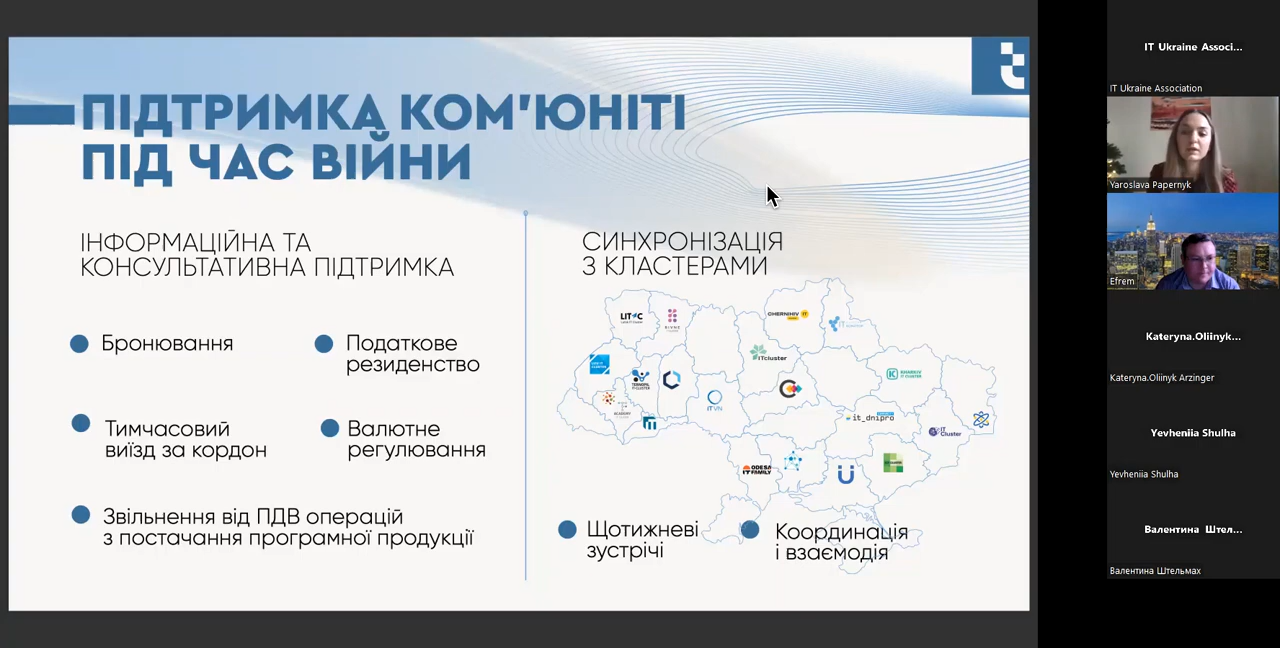 ПІДТРИМКА КОМ'ЮНІТІ
ПІД ЧАС ВІЙНИ
ІНФОРМАЦІЙНА ТА
КОНСУЛЬТАТИВНА ПІДТРИМКА
Бронювання
Податкове
резиденство
Тимчасовий
виїзд за кордон
Валютне
регулювання
Звільнення від ПДВ операцій
з постачання програмної продукції
СИНХРОНІЗАЦІЯ
З КЛАСТЕРАМИ
CHERNIHIV IT
ITcluster
KHARKIV
IT CLUSTER
IT VN
it_dnipro
IT
Cluster
ODESA
IT FAMILY
Щотижневі
зустрічі
Координація
і взаємодія
IT Ukraine Associ...
IT Ukraine Association
Yaroslava Papernyk
Efrem
Kateryna.Oliinyk...
Kateryna.Oliinyk Arzinger
Yevheniia Shulha
Yevheniia Shulha
Валентина Штел...
Валентина Штельмах